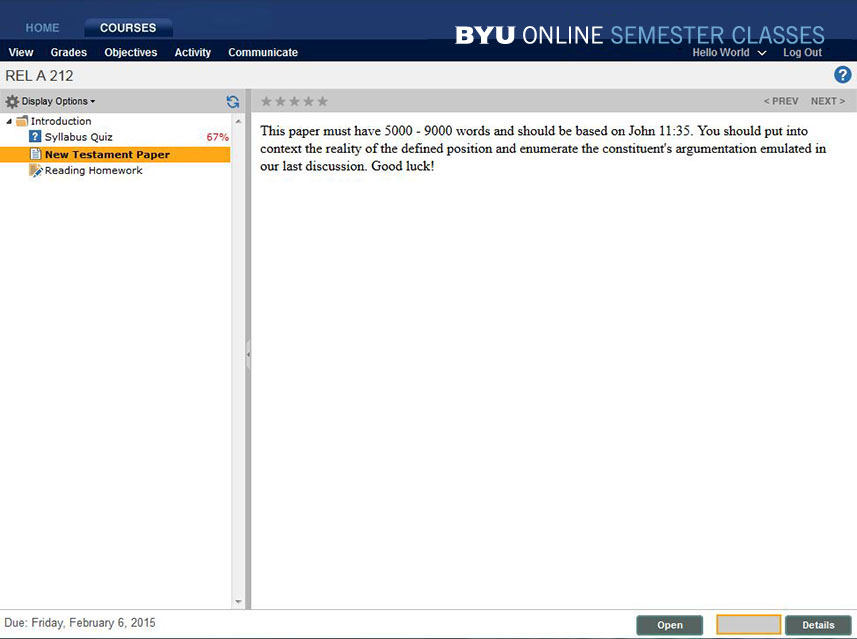 HOME COURSES
BYU ONLINE SEMESTER CLASSES
View Grades Objectives Activity Communicate Hello World Log Out
REL A 212 ?
Display Options < PREV NEXT >
Introduction
? Syllabus Quiz 67%
New Testament Paper
Reading Homework
This paper must have 5000 - 9000 words and should be based on John 11:35. You should put into
context the reality of the defined position and enumerate the constituent's argumentation emulated in
our last discussion. Good luck!
Due: Friday, February 6, 2015 Open Details